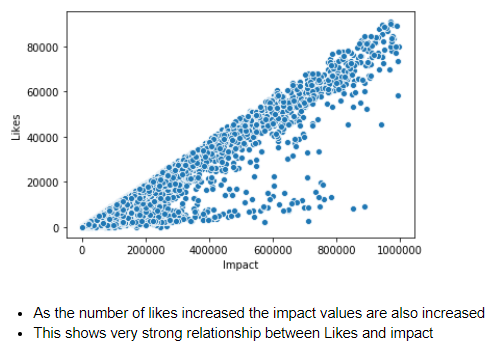 80000
60000
40000
20000
0
Likes
0 200000 400000 600000 800000 1000000
Impact
• As the number of likes increased the impact values are also increased
• This shows very strong relationship between Likes and impact